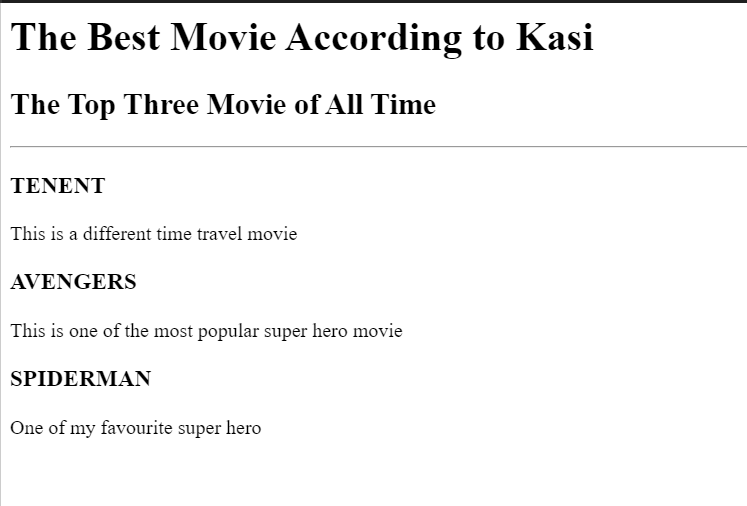 The Best Movie According to Kasi
The Top Three Movie of All Time
TENENT
This is a different time travel movie
AVENGERS
This is one of the most popular super hero movie
SPIDERMAN
One of my favourite super hero